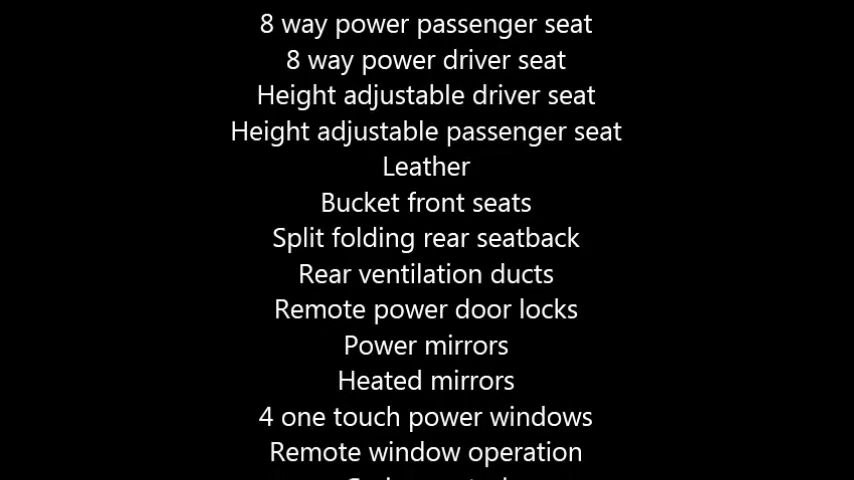 8 way power passenger seat
8 way power driver seat
Height adjustable driver seat
Height adjustable passenger seat
Leather
Bucket front seats
Split folding rear seatback
Rear ventilation ducts
Remote power door locks
Power mirrors
Heated mirrors
4 one touch power windows
Remote window operation